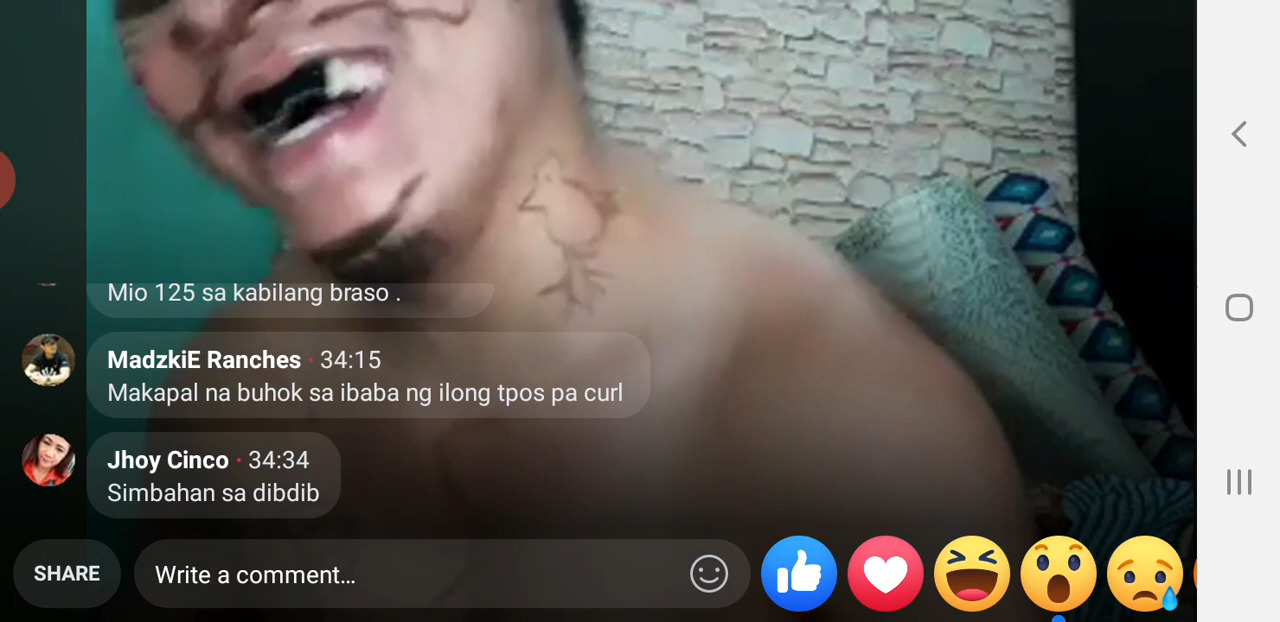 Mio 125 sa kabilang braso .
MadzkiE Ranches · 34:15
Makapal na buhok sa ibaba ng ilong tpos pa curl
Jhoy Cinco · 34:34
Simbahan sa dibdib
SHARE
Write a comment...